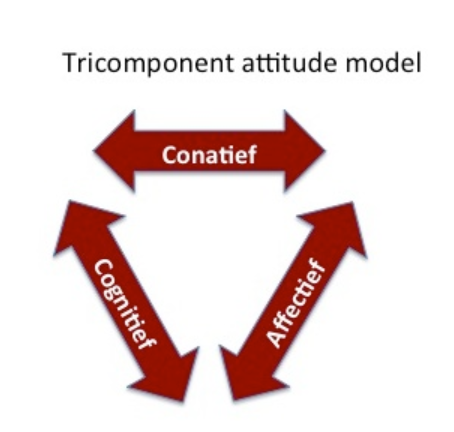 Tricomponent attitude model
Conatief
Cognitief
Affectief